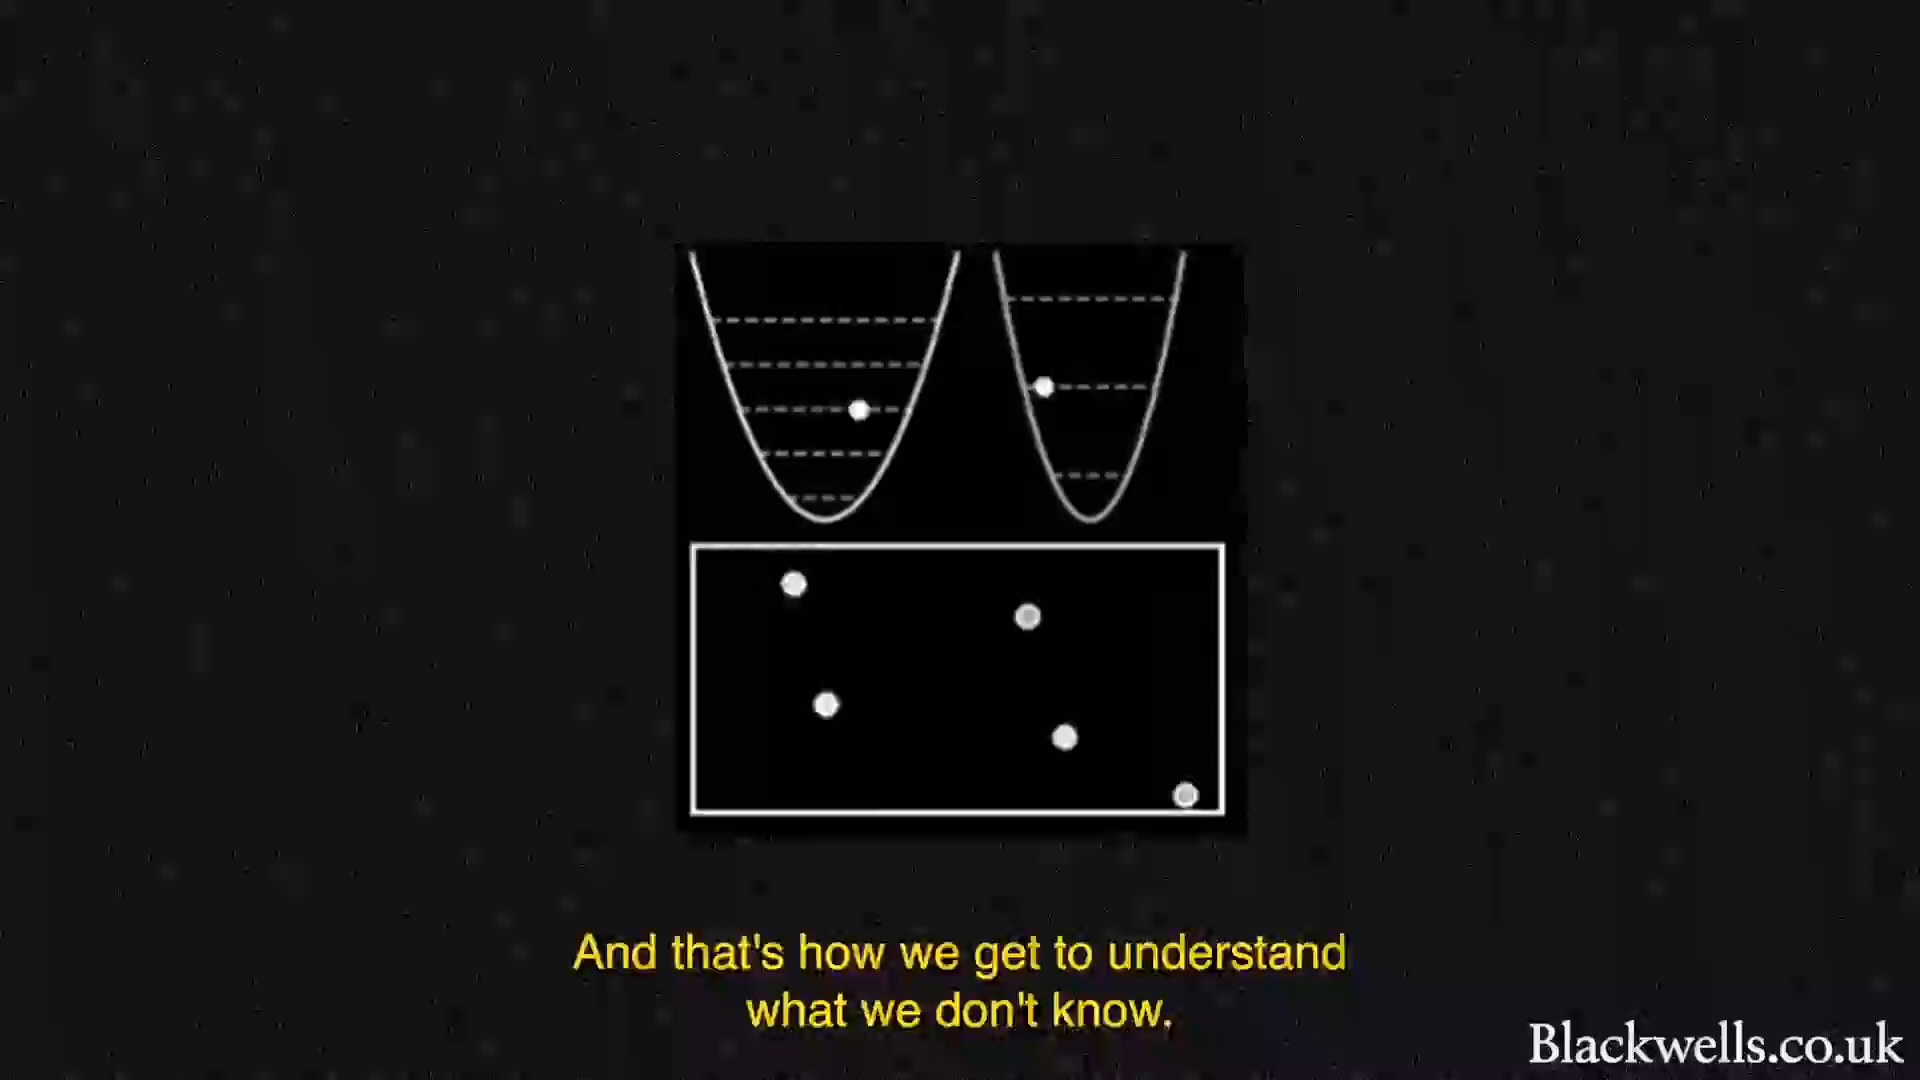 And that's how we get to understand
what we don't know.
Blackwells.co.uk